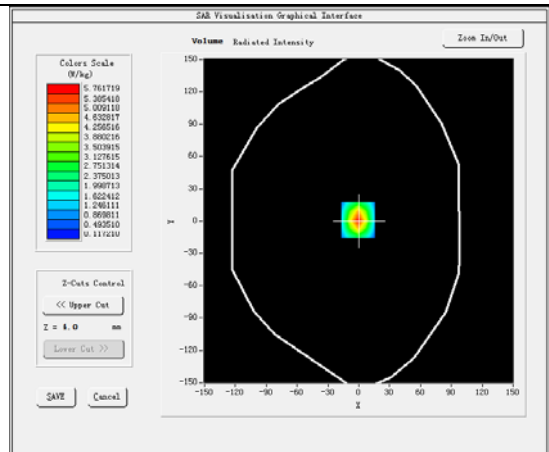 SAR Visualisation Graphical Interface
Volume Radiated Intensity
Zoom In/Out
Colors Scale
(W/kg)
5.761719
5.385418
5.009118
4.632817
4.256516
3.880216
3.503915
3.127615
2.751314
2.375013
1.998713
1.622412
1.246111
0.869811
0.493510
0.117210
Z-Cuts Control
<< Upper Cut
Z = 4.0 mm
Lower Cut >>
SAVE
Cancel
150
120
90
60
30
0
-30
-60
-90
-120
-150
Y
-150 -120 -90 -60 -30 0 30 60 90 120 150
X